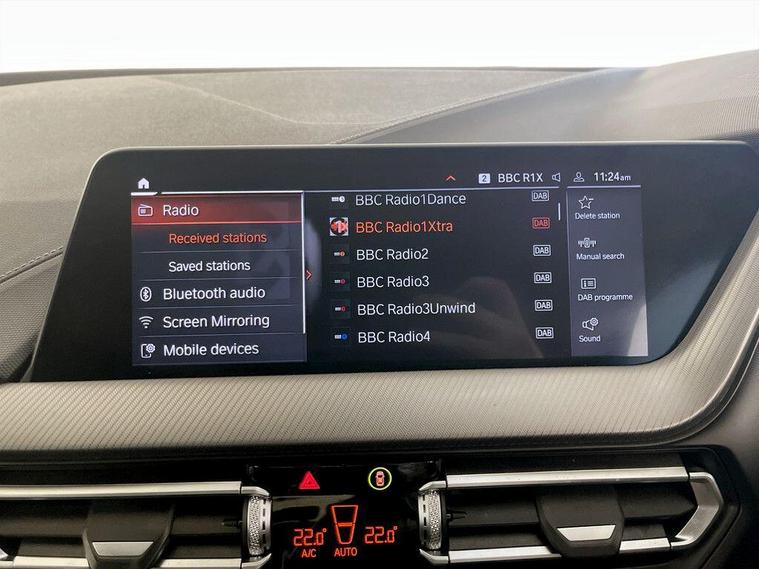 2 BBC R1X 11:24am
Radio
Received stations
Saved stations
Bluetooth audio
Screen Mirroring
Mobile devices
BBC Radio1Dance DAB
BBC Radio1Xtra DAB
BBC Radio2 DAB
BBC Radio3 DAB
BBC Radio3Unwind DAB
BBC Radio4 DAB
Delete station
Manual search
DAB programme
Sound
22.0° 22.0°
A/C AUTO